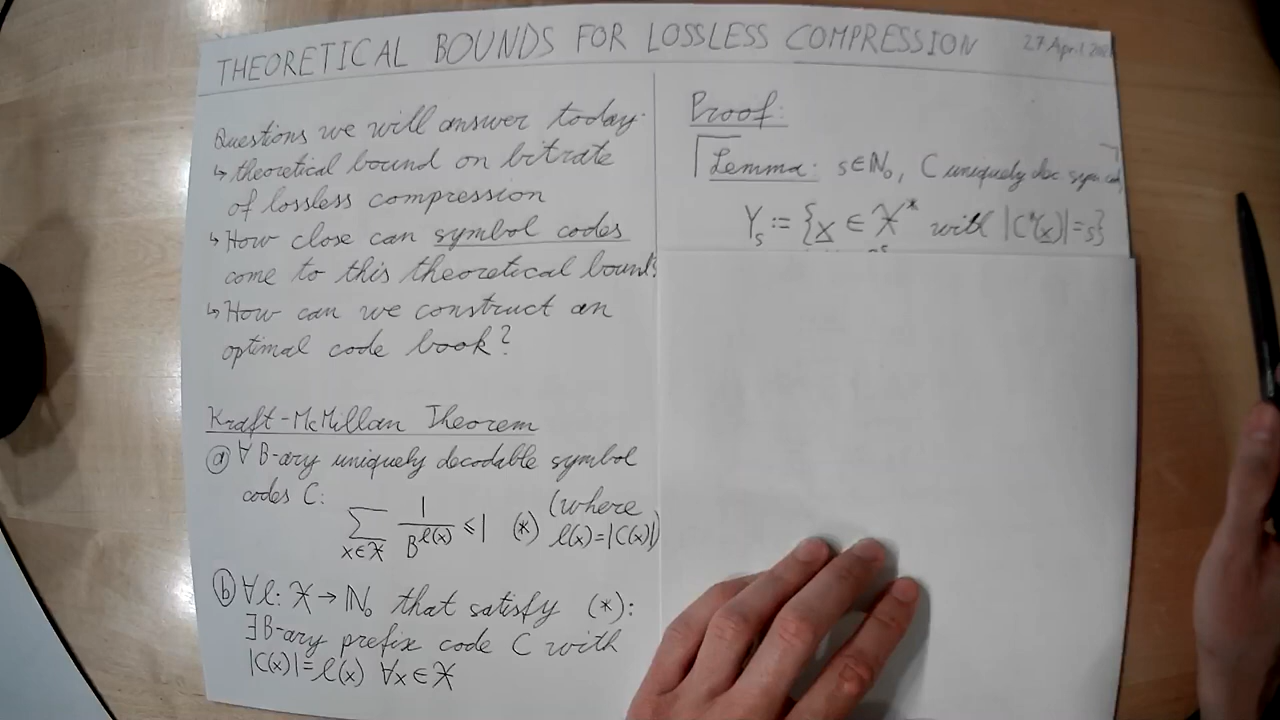 THEORETICAL BOUNDS FOR LOSSLESS COMPRESSION
27 April
Questions we will answer today:
↳ theoretical bound on bitrate
of lossless compression
↳ How close can symbol codes
come to this theoretical bound?
↳ How can we construct an
optimal code book?
Kraft-McMillan Theorem
ⓐ ∀ B-ary uniquely decodable symbol
codes C:
∑_{x∈𝔛} 1/B^{ℓ(x)} ≤ 1 (*) (where
ℓ(x)=|C(x)|)
ⓑ ∀ℓ: 𝔛 → ℕ₀ that satisfy (*):
∃ B-ary prefix code C with
|C(x)|=ℓ(x) ∀x∈𝔛
Proof:
Lemma: s∈ℕ₀, C uniquely dec
Yₛ := {x ∈ 𝔛* with |C*(x)|=s}